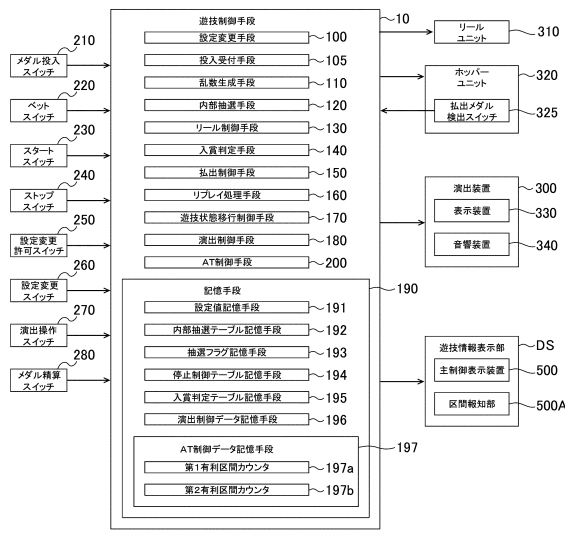 210
メダル投入
スイッチ
220
ベット
スイッチ
230
スタート
スイッチ
240
ストップ
スイッチ
250
設定変更
許可スイッチ
260
設定変更
スイッチ
270
演出操作
スイッチ
280
メダル精算
スイッチ
遊技制御手段
10
設定変更手段
100
投入受付手段
105
乱数生成手段
110
内部抽選手段
120
リール制御手段
130
入賞判定手段
140
払出制御手段
150
リプレイ処理手段
160
遊技状態移行制御手段
170
演出制御手段
180
AT制御手段
200
記憶手段
190
設定値記憶手段
191
内部抽選テーブル記憶手段
192
抽選フラグ記憶手段
193
停止制御テーブル記憶手段
194
入賞判定テーブル記憶手段
195
演出制御データ記憶手段
196
AT制御データ記憶手段
197
第1有利区間カウンタ
197a
第2有利区間カウンタ
197b
リール
ユニット
310
ホッパー
ユニット
320
払出メダル
検出スイッチ
325
演出装置
300
表示装置
330
音響装置
340
遊技情報表示部
DS
主制御表示装置
500
区間報知部
500A